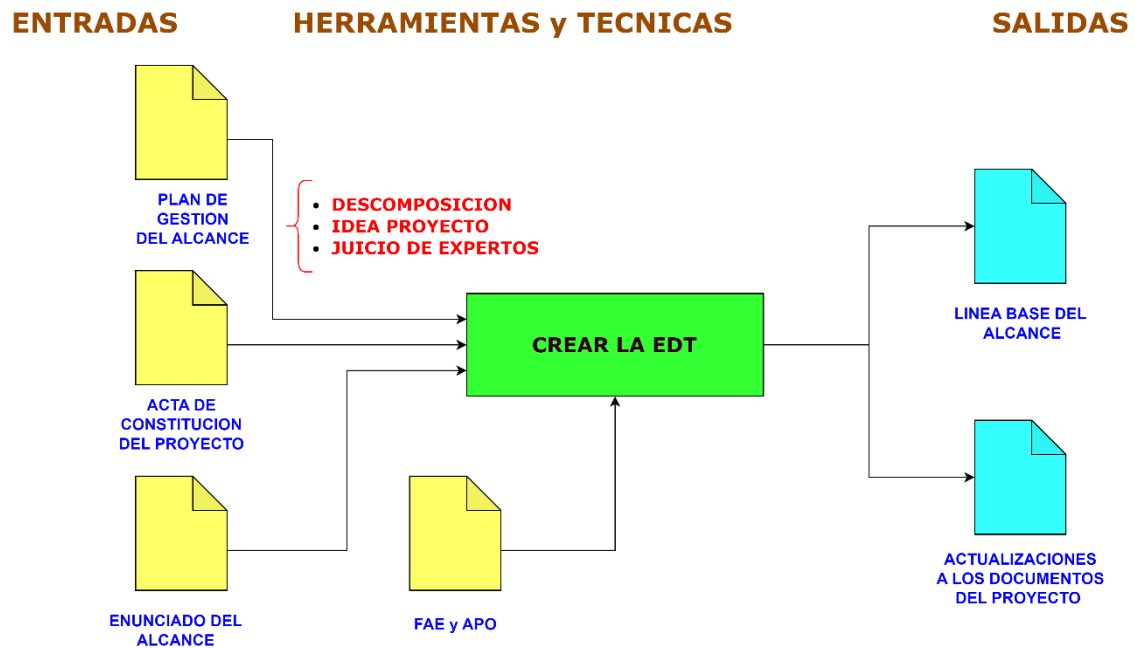 ENTRADAS
HERRAMIENTAS y TECNICAS
SALIDAS
PLAN DE
GESTION
DEL ALCANCE
• DESCOMPOSICION
• IDEA PROYECTO
• JUICIO DE EXPERTOS
ACTA DE
CONSTITUCION
DEL PROYECTO
CREAR LA EDT
LINEA BASE DEL
ALCANCE
ENUNCIADO DEL
ALCANCE
FAE y APO
ACTUALIZACIONES
A LOS DOCUMENTOS
DEL PROYECTO